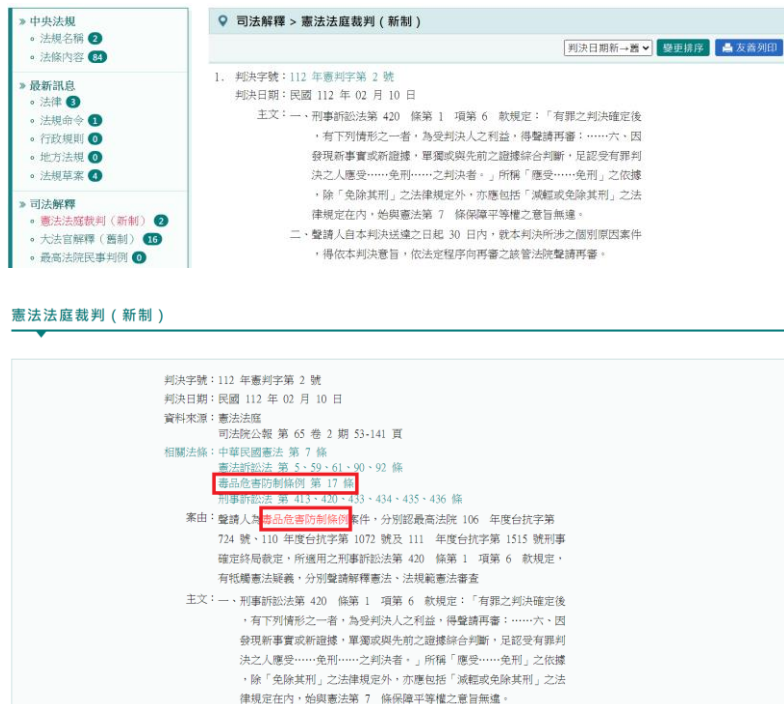 » 中央法規
◦ 法規名稱 2
◦ 法條內容 84
» 最新訊息
◦ 法律 3
◦ 法規命令 1
◦ 行政規則 0
◦ 地方法規 0
◦ 法規草案 4
» 司法解釋
◦ 憲法法庭裁判（新制） 2
◦ 大法官解釋（舊制） 16
◦ 最高法院民事判例 0
司法解釋 > 憲法法庭裁判（新制）
判決日期新→舊 變更排序 友善列印
1. 判決字號：112 年憲判字第 2 號
判決日期：民國 112 年 02 月 10 日
主文：一、刑事訴訟法第 420 條第 1 項第 6 款規定：「有罪之判決確定後
，有下列情形之一者，為受判決人之利益，得聲請再審：……六、因
發現新事實或新證據，單獨或與先前之證據綜合判斷，足認受有罪判
決之人應受……免刑……之判決者。」所稱「應受……免刑」之依據
，除「免除其刑」之法律規定外，亦應包括「減輕或免除其刑」之法
律規定在內，始與憲法第 7 條保障平等權之意旨無違。
二、聲請人自本判決送達之日起 30 日內，就本判決所涉之個別原因案件
，得依本判決意旨，依法定程序向再審之該管法院聲請再審。
憲法法庭裁判（新制）
判決字號：112 年憲判字第 2 號
判決日期：民國 112 年 02 月 10 日
資料來源：憲法法庭
司法院公報 第 65 卷 2 期 53-141 頁
相關法條：中華民國憲法 第 7 條
憲法訴訟法 第 5、59、61、90、92 條
毒品危害防制條例 第 17 條
刑事訴訟法 第 413、420、433、434、435、436 條
案由：聲請人為毒品危害防制條例案件，分別認最高法院 106 年度台抗字第
724 號、110 年度台抗字第 1072 號及 111 年度台抗字第 1515 號刑事
確定終局裁定，所適用之刑事訴訟法第 420 條第 1 項第 6 款規定，
有牴觸憲法疑義，分別聲請解釋憲法、法規範憲法審查
主文：一、刑事訴訟法第 420 條第 1 項第 6 款規定：「有罪之判決確定後
，有下列情形之一者，為受判決人之利益，得聲請再審：……六、因
發現新事實或新證據，單獨或與先前之證據綜合判斷，足認受有罪判
決之人應受……免刑……之判決者。」所稱「應受……免刑」之依據
，除「免除其刑」之法律規定外，亦應包括「減輕或免除其刑」之法
律規定在內，始與憲法第 7 條保障平等權之意旨無違。